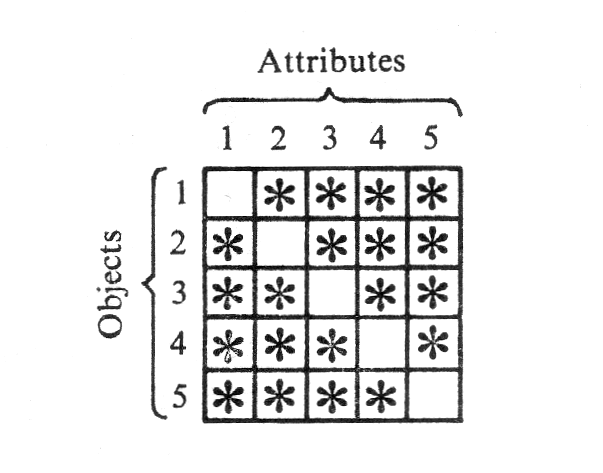 Attributes
1 2 3 4 5
Objects
1 * * * *
2 * * * *
3 * * * *
4 * * * *
5 * * * *